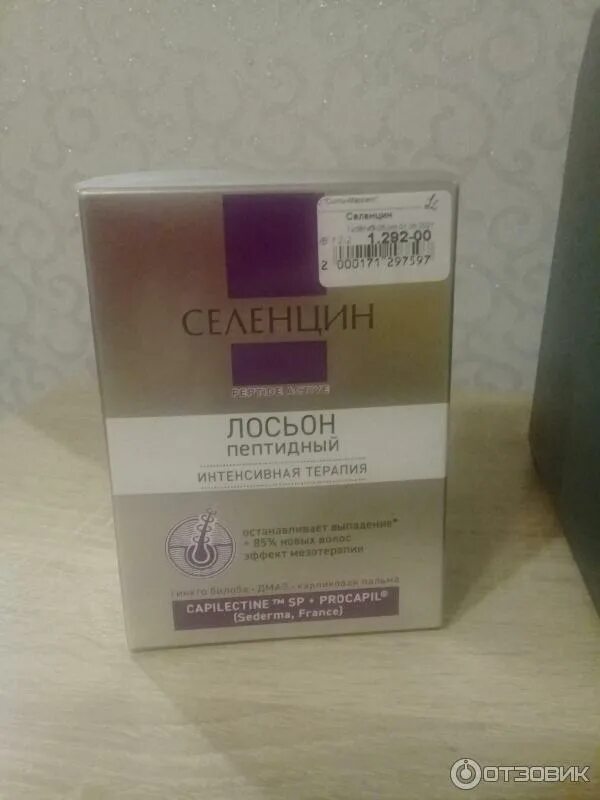 Селенцин
1.292-00
2 000171 297597
СЕЛЕНЦИН
PEPTIDE ACTIVE
ЛОСЬОН
пептидный
ИНТЕНСИВНАЯ ТЕРАПИЯ
останавливает выпадение*
+ 85% новых волос
эффект мезотерапии
гинкго билоба • ДМАЭ • карликовая пальма
CAPILECTINE™ SP + PROCAPIL®
(Sederma, France)
ОТЗОВИК